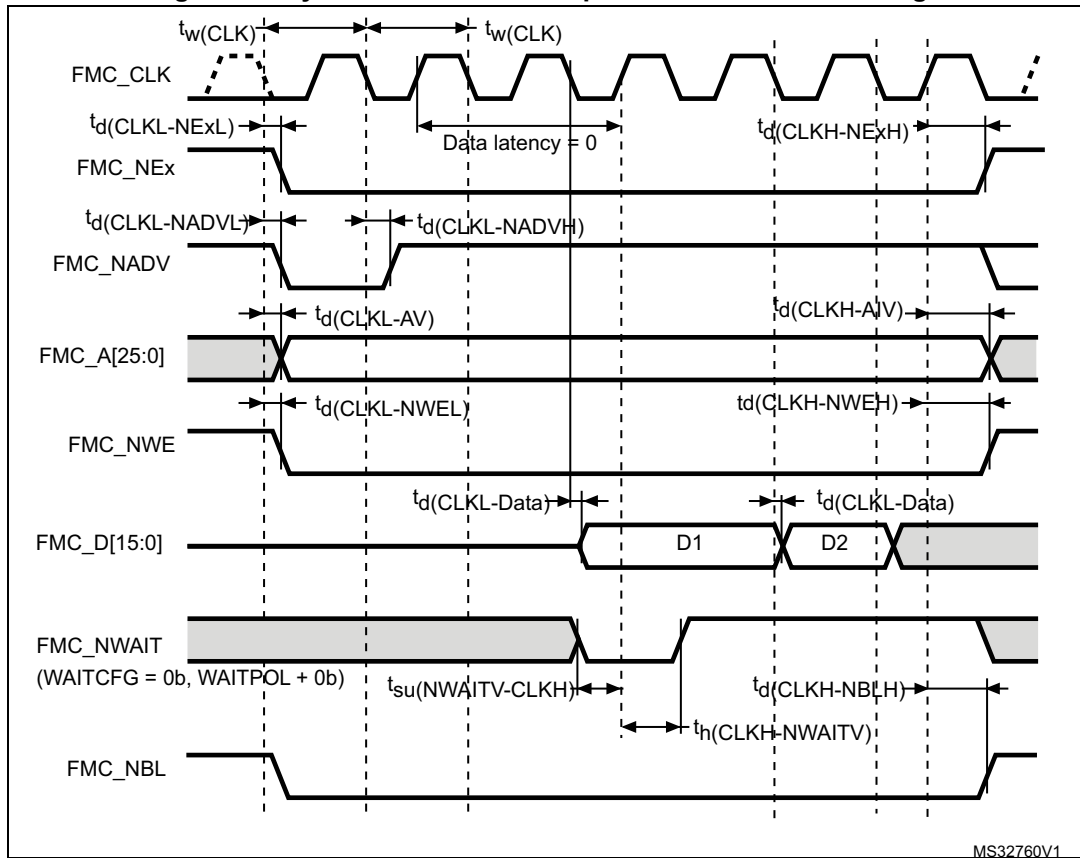 tw(CLK) tw(CLK)
FMC_CLK
td(CLKL-NExL) Data latency = 0 td(CLKH-NExH)
FMC_NEx
td(CLKL-NADVL) td(CLKL-NADVH)
FMC_NADV
td(CLKL-AV) td(CLKH-AIV)
FMC_A[25:0]
td(CLKL-NWEL) td(CLKH-NWEH)
FMC_NWE
td(CLKL-Data) td(CLKL-Data)
FMC_D[15:0] D1 D2
FMC_NWAIT
(WAITCFG = 0b, WAITPOL + 0b)
tsu(NWAITV-CLKH) td(CLKH-NBLH)
th(CLKH-NWAITV)
FMC_NBL
MS32760V1